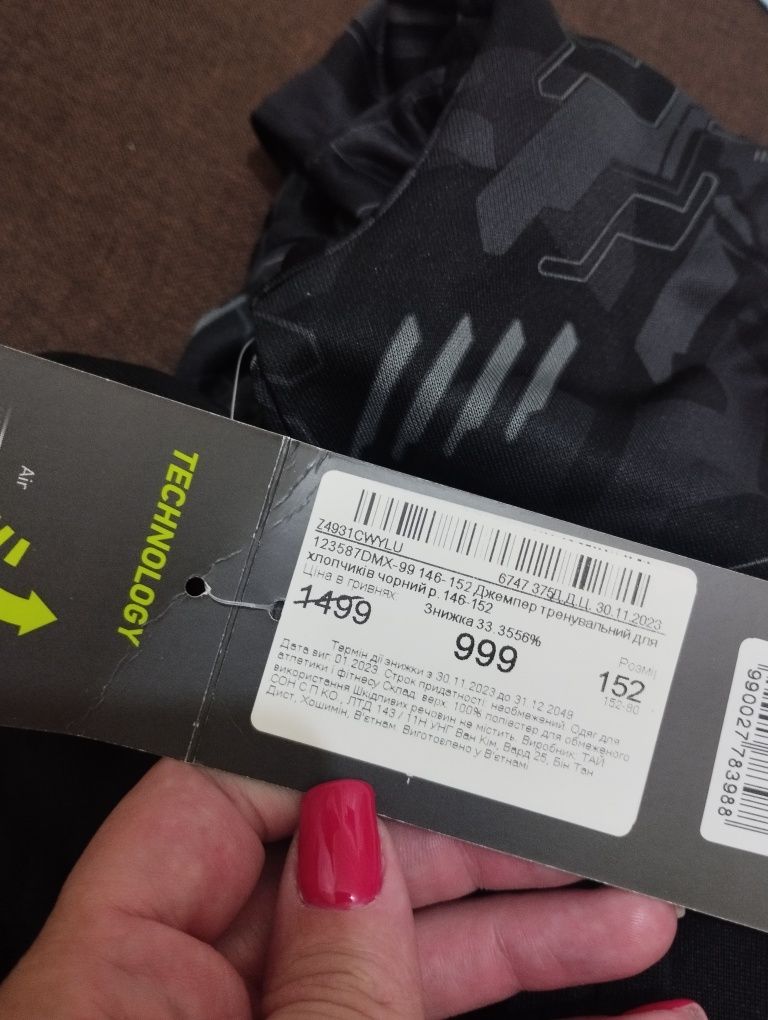 Air
TECHNOLOGY
Z4931CWYLU
6747 375Д.Д.Ц. 30.11.2023
123587DMX-99 146-152 Джемпер тренувальний для
хлопчиків чорний р. 146-152
Ціна в гривнях
1499
Знижка 33.3556%
999
Розмір
152
152-80
Термін дії знижки з 30.11.2023 до 31.12.2049
Дата виг. 01.2023. Строк придатності: необмежений. Одяг для
атлетики і фітнесу Склад: верх: 100% поліастер для обмеженого
використання Шкідливих речовин не містить. Виробник: ТАЙ
СОН С П КО., ЛТД 143 / 11Н УНГ Ван Кім, Вард 25, Бін Тан
Дист, Хошимін, В'єтнам. Виготовлено у В'єтнамі
990027783988